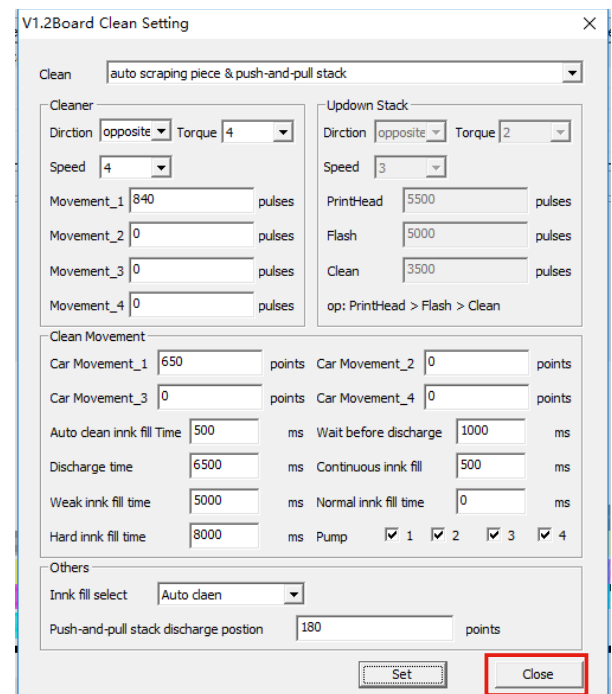 V1.2Board Clean Setting
Clean auto scraping piece & push-and-pull stack
Cleaner
Dirction opposite Torque 4
Speed 4
Movement_1 840 pulses
Movement_2 0 pulses
Movement_3 0 pulses
Movement_4 0 pulses
Updown Stack
Dirction opposite Torque 2
Speed 3
PrintHead 5500 pulses
Flash 5000 pulses
Clean 3500 pulses
op: PrintHead > Flash > Clean
Clean Movement
Car Movement_1 650 points Car Movement_2 0 points
Car Movement_3 0 points Car Movement_4 0 points
Auto clean innk fill Time 500 ms Wait before discharge 1000 ms
Discharge time 6500 ms Continuous innk fill 500 ms
Weak innk fill time 5000 ms Normal innk fill time 0 ms
Hard innk fill time 8000 ms Pump 1 2 3 4
Others
Innk fill select Auto claen
Push-and-pull stack discharge postion 180 points
Set Close